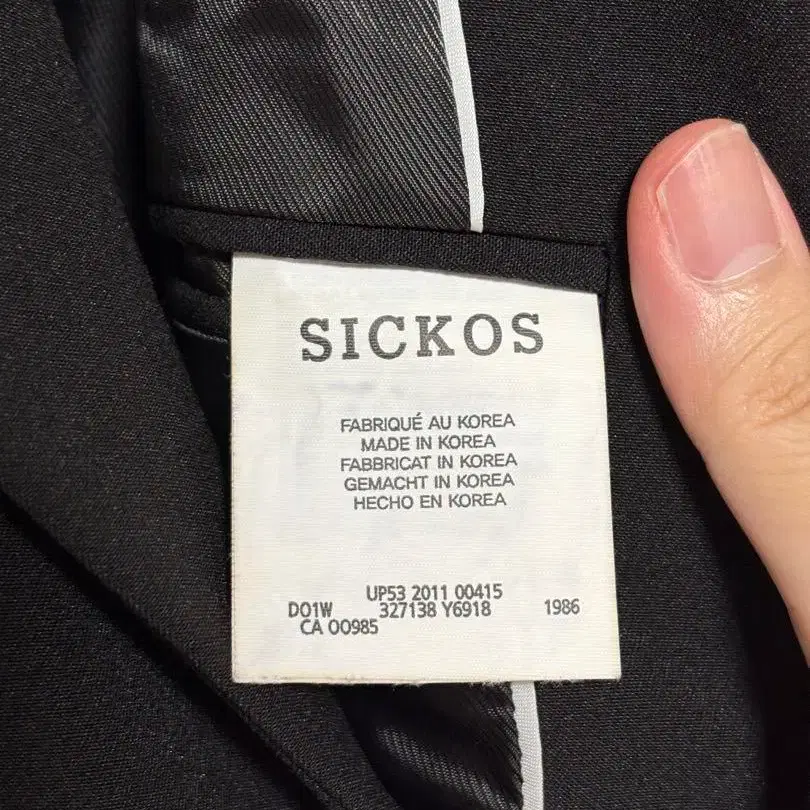 SICKOS
FABRIQUÉ AU KOREA
MADE IN KOREA
FABBRICAT IN KOREA
GEMACHT IN KOREA
HECHO EN KOREA
UP53 2011 00415
D01W 327138 Y6918 1986
CA 00985